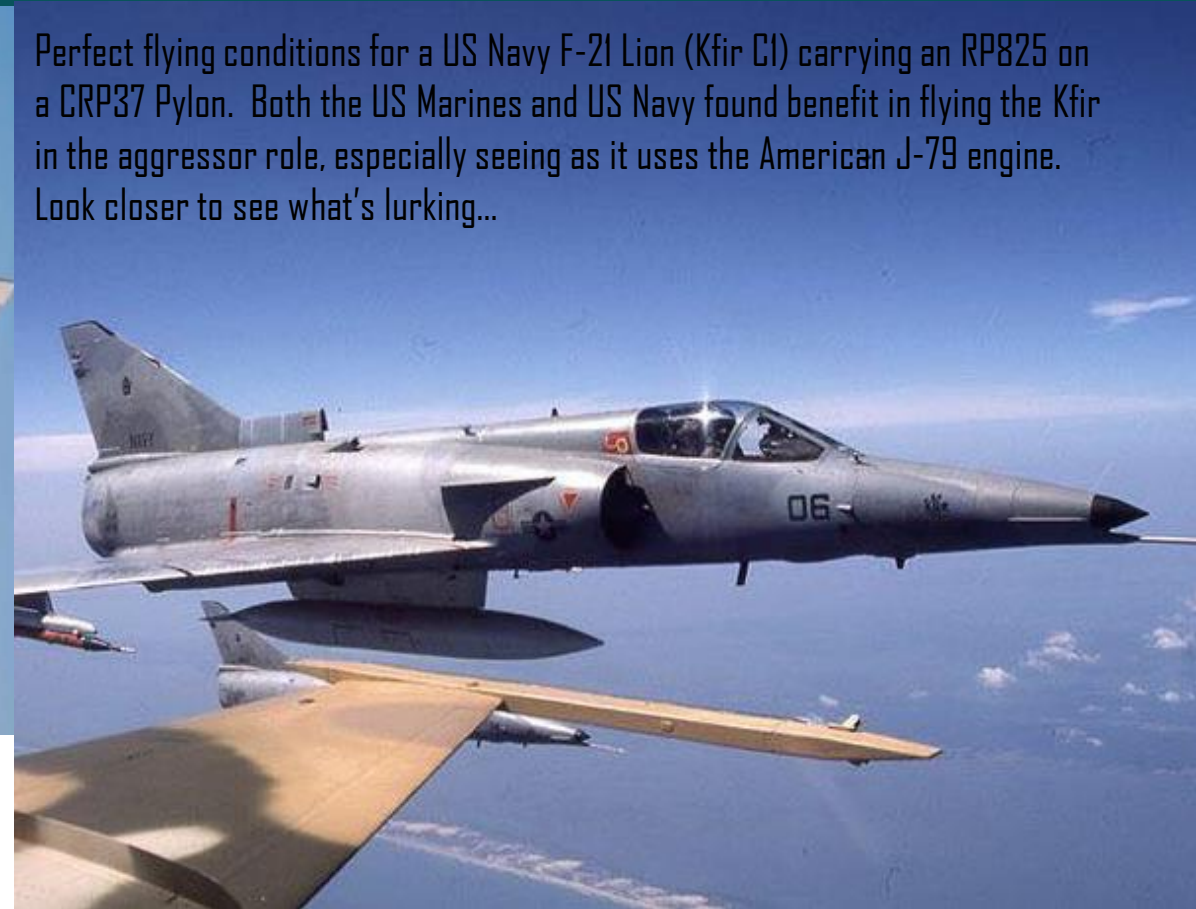 Perfect flying conditions for a US Navy F-21 Lion (Kfir C1) carrying an RP825 on
a CRP37 Pylon. Both the US Marines and US Navy found benefit in flying the Kfir
in the aggressor role, especially seeing as it uses the American J-79 engine.
Look closer to see what's lurking...
NAVY
06